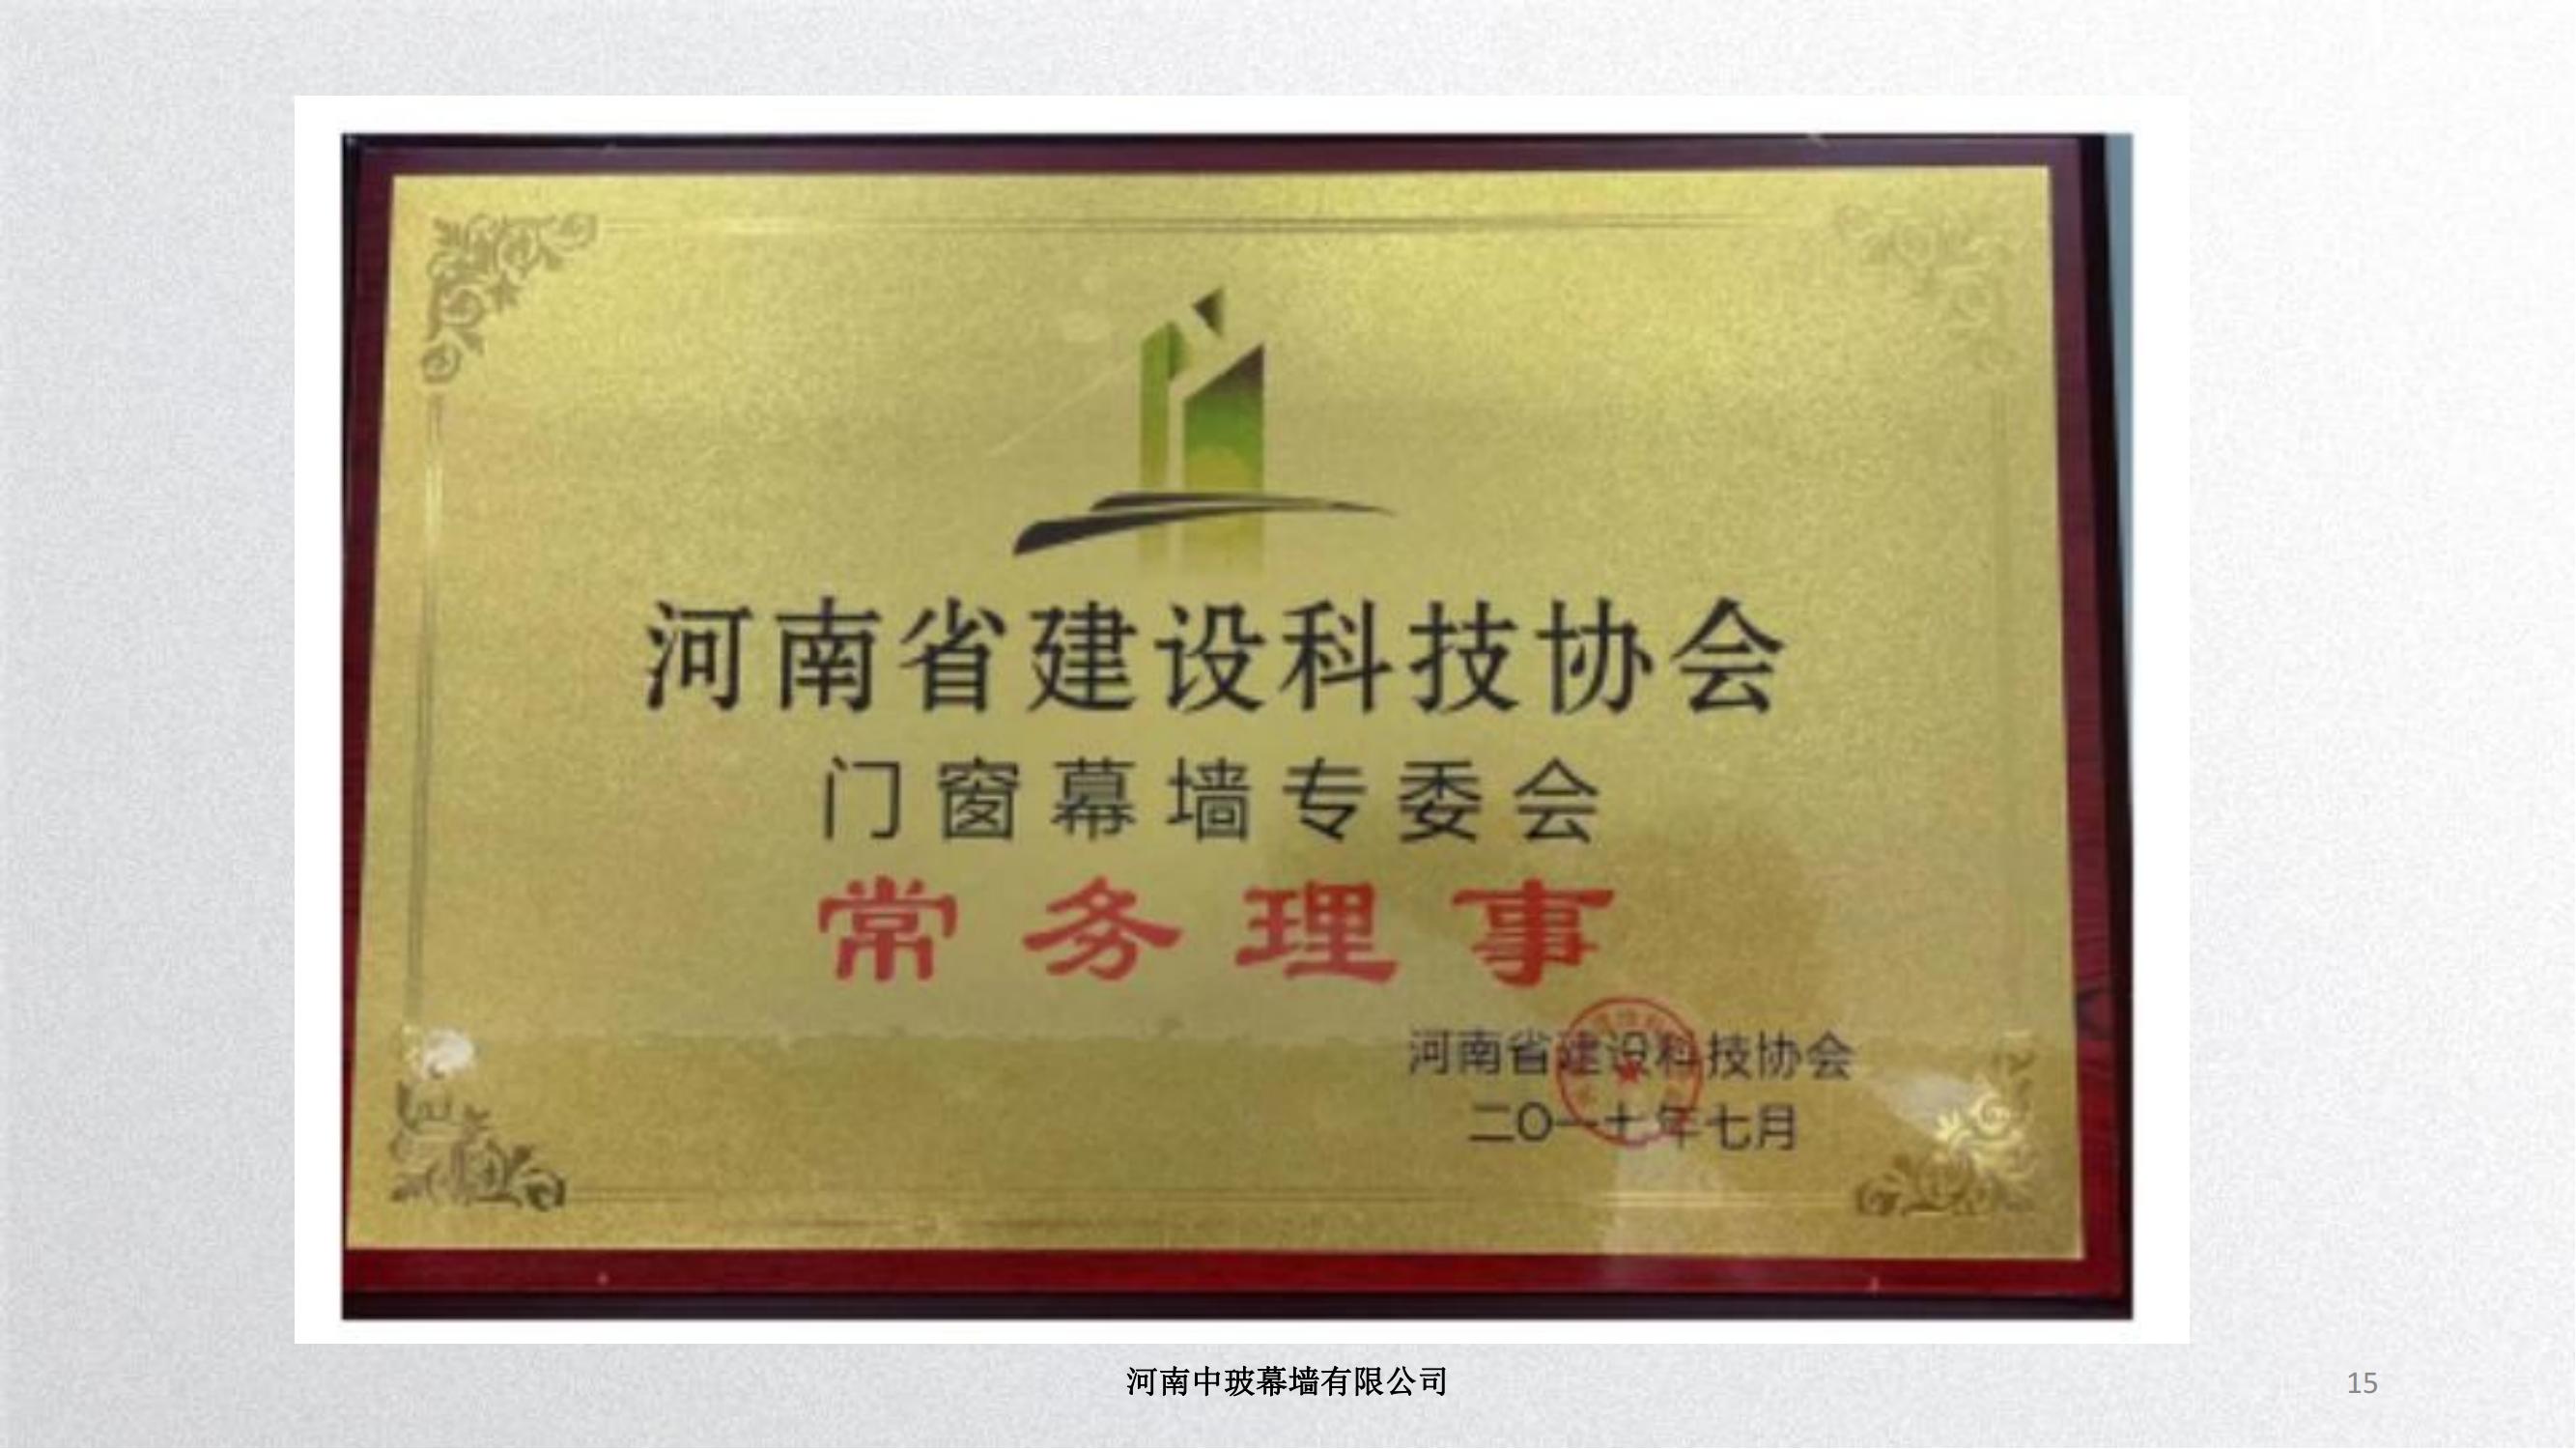 河南省建设科技协会
门窗幕墙专委会
常务理事
河南省建设科技协会
二〇一七年七月
河南中玻幕墙有限公司
15